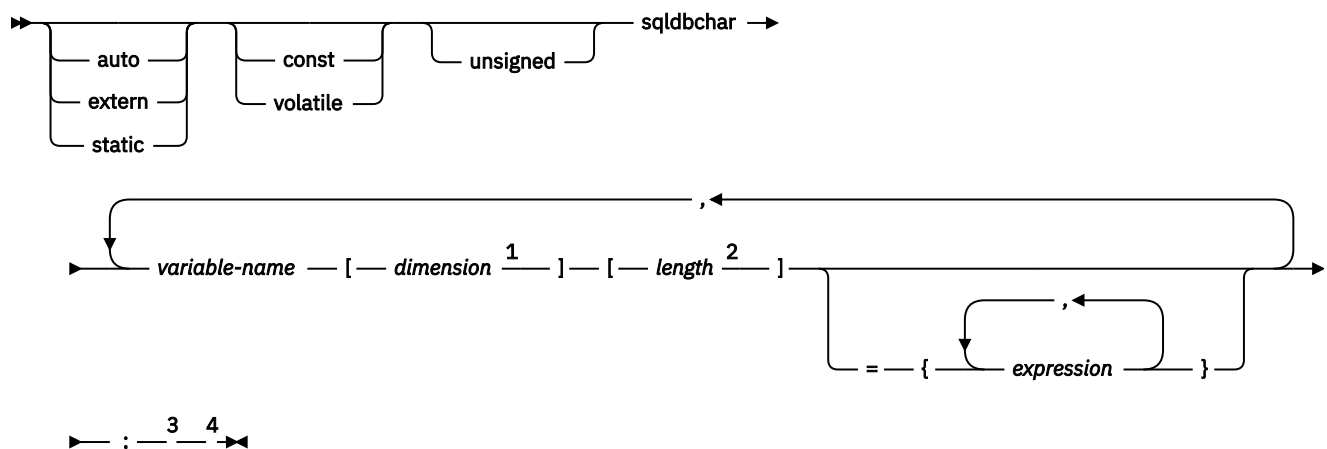 auto const unsigned sqldbchar
extern volatile
static
,
variable-name [ dimension 1 ] [ length 2 ]
,
= { expression }
: 3 4